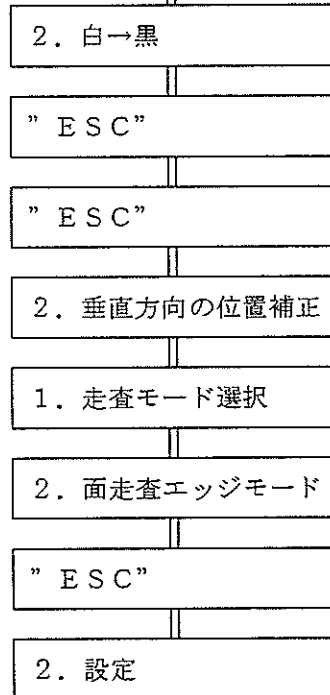 2. 白→黒
” ＥＳＣ”
” ＥＳＣ”
2. 垂直方向の位置補正
1. 走査モード選択
2. 面走査エッジモード
” ＥＳＣ”
2. 設定